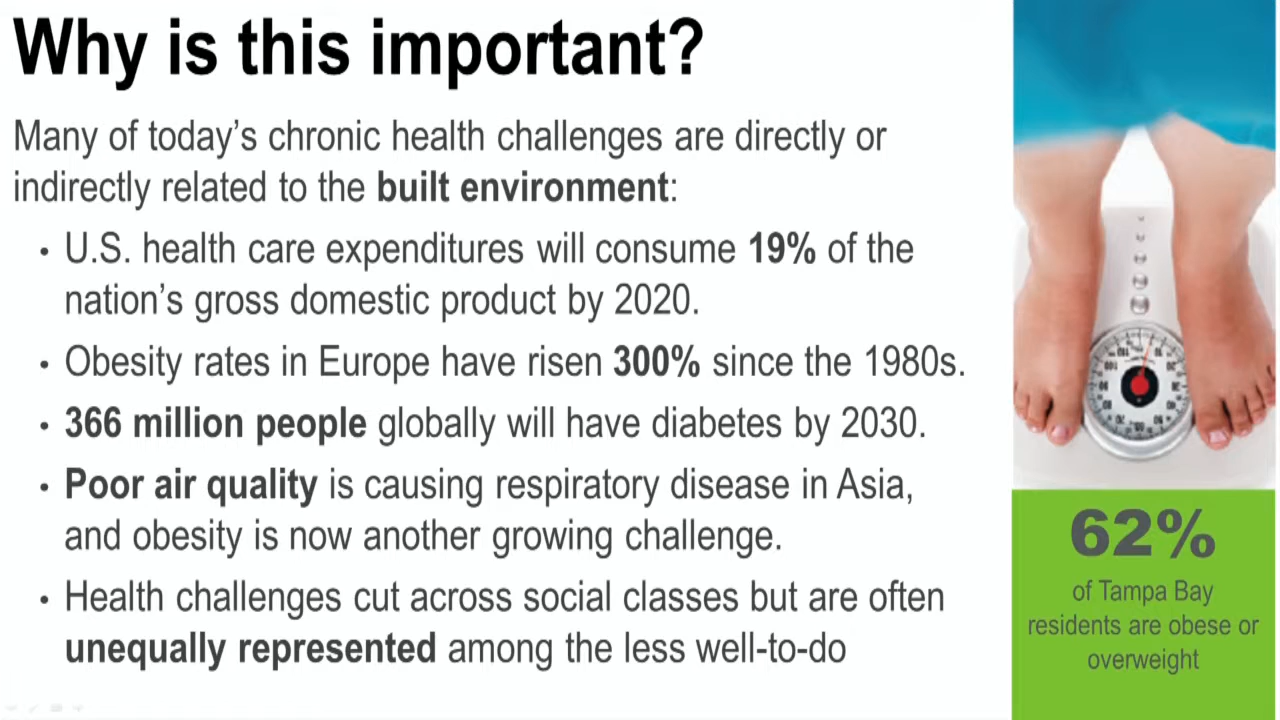 Why is this important?
Many of today's chronic health challenges are directly or
indirectly related to the built environment:
• U.S. health care expenditures will consume 19% of the
nation's gross domestic product by 2020.
• Obesity rates in Europe have risen 300% since the 1980s.
• 366 million people globally will have diabetes by 2030.
• Poor air quality is causing respiratory disease in Asia,
and obesity is now another growing challenge.
• Health challenges cut across social classes but are often
unequally represented among the less well-to-do
62%
of Tampa Bay
residents are obese or
overweight